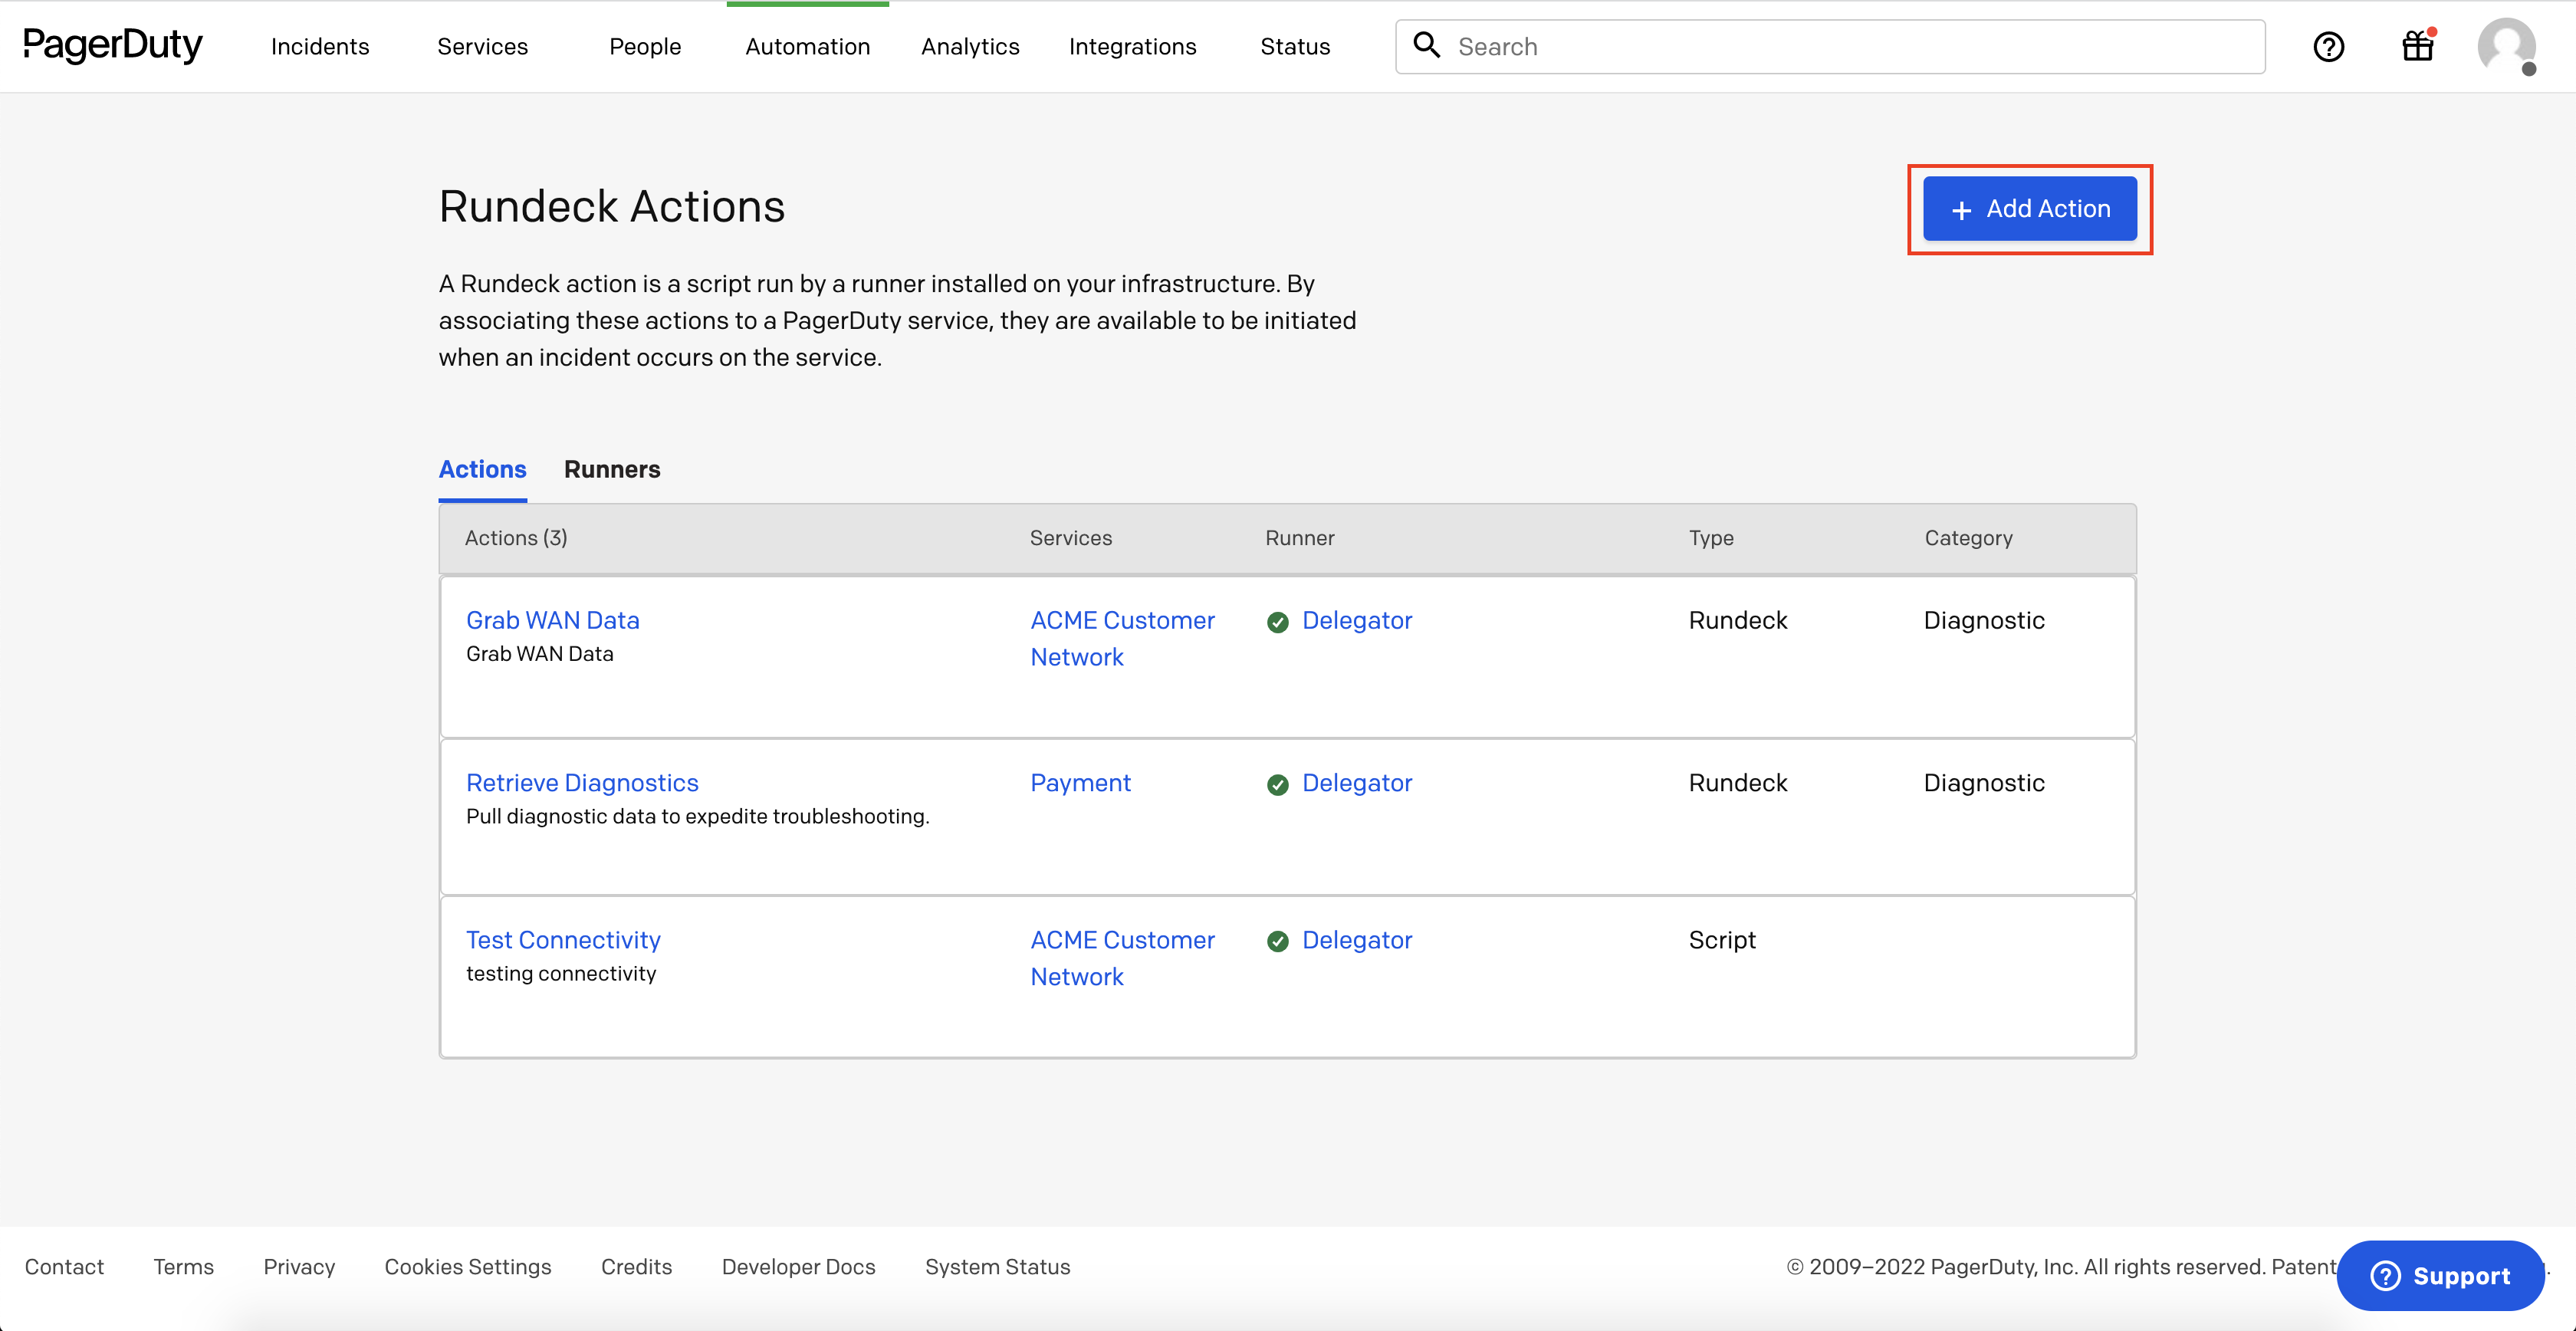 PagerDuty Incidents Services People Automation Analytics Integrations Status Search
Rundeck Actions
+ Add Action
A Rundeck action is a script run by a runner installed on your infrastructure. By
associating these actions to a PagerDuty service, they are available to be initiated
when an incident occurs on the service.
Actions Runners
Actions (3) Services Runner Type Category
Grab WAN Data ACME Customer Delegator Rundeck Diagnostic
Grab WAN Data Network
Retrieve Diagnostics Payment Delegator Rundeck Diagnostic
Pull diagnostic data to expedite troubleshooting.
Test Connectivity ACME Customer Delegator Script
testing connectivity Network
Contact Terms Privacy Cookies Settings Credits Developer Docs System Status © 2009–2022 PagerDuty, Inc. All rights reserved. Patent
Support